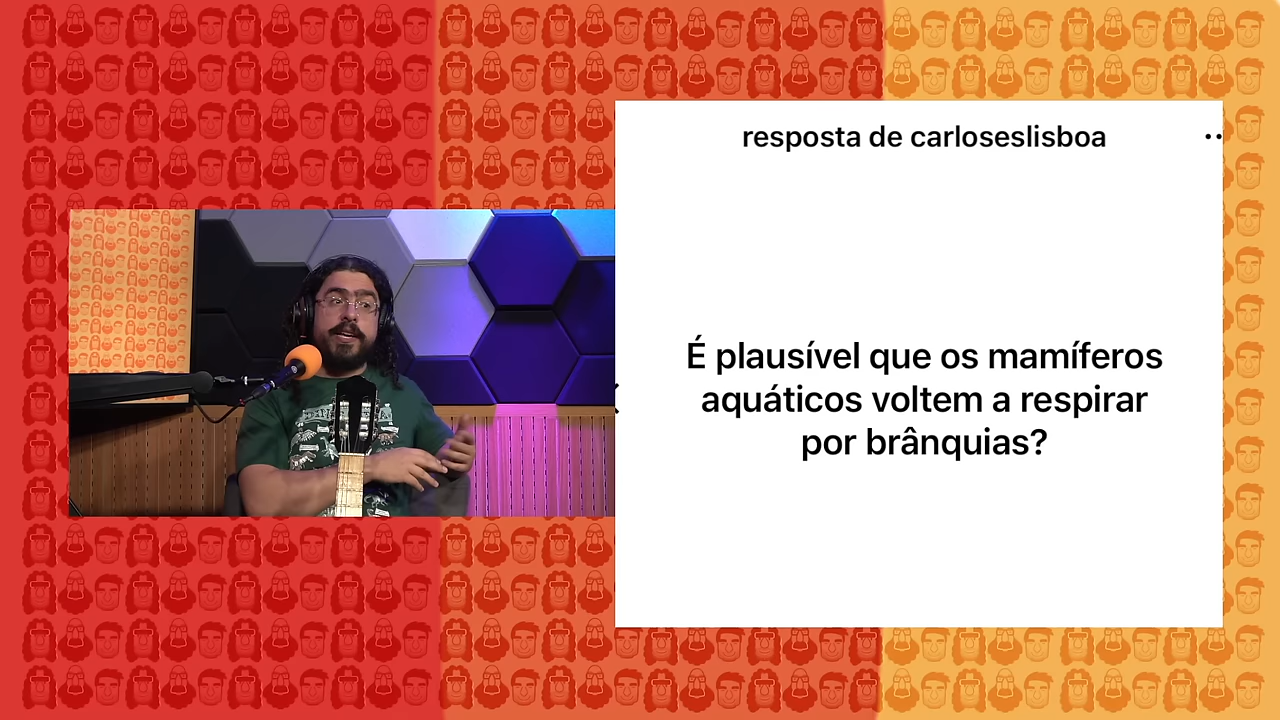 resposta de carloseslisboa
É plausível que os mamíferos
aquáticos voltem a respirar
por brânquias?